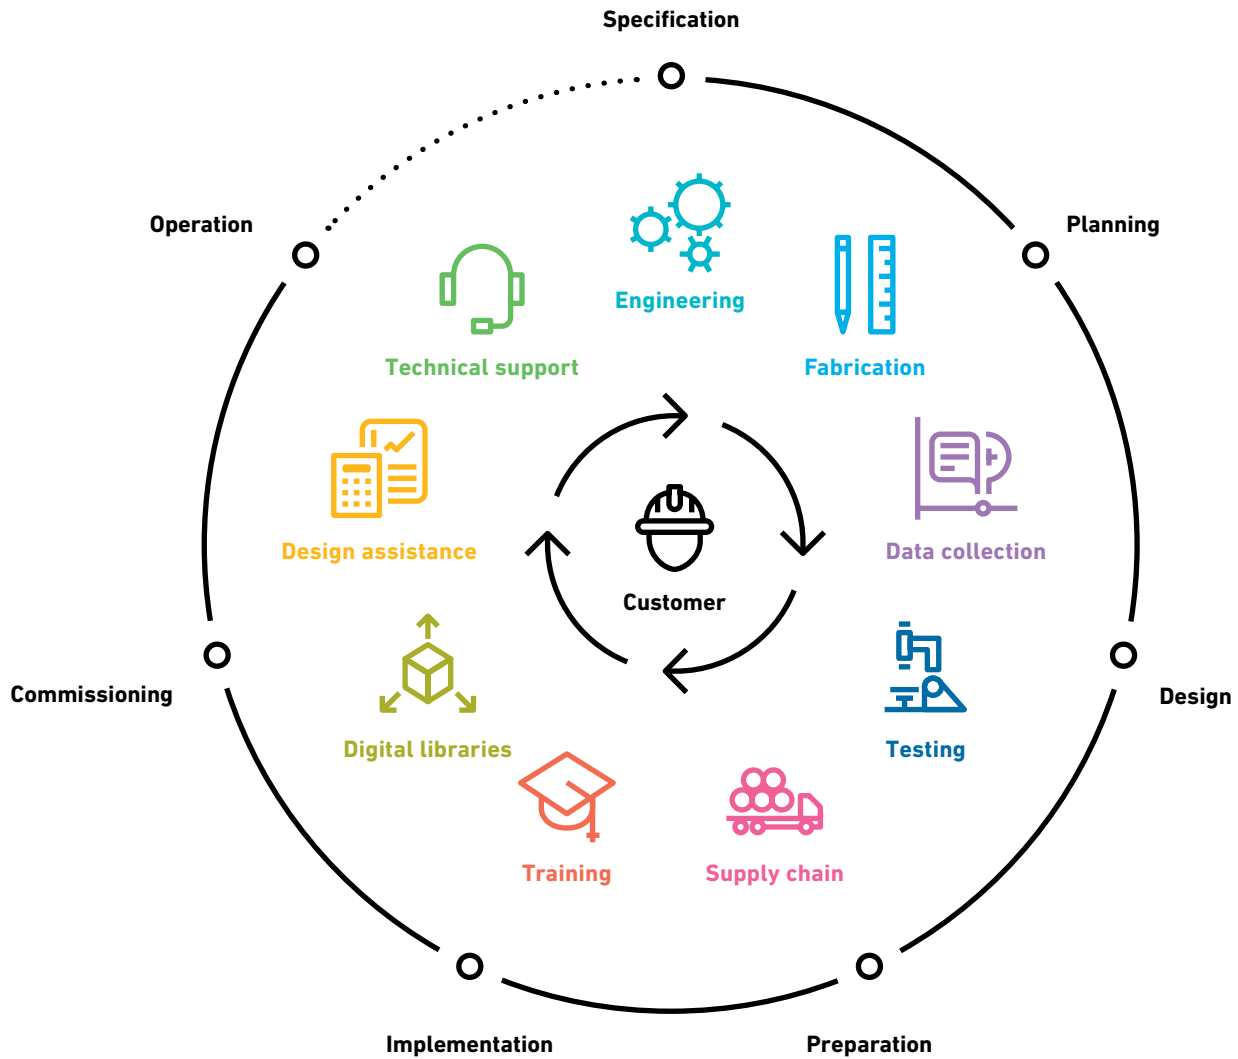 Specification
Operation
Planning
Engineering
Technical support
Fabrication
Design assistance
Data collection
Customer
Commissioning
Design
Digital libraries
Testing
Training
Supply chain
Implementation
Preparation